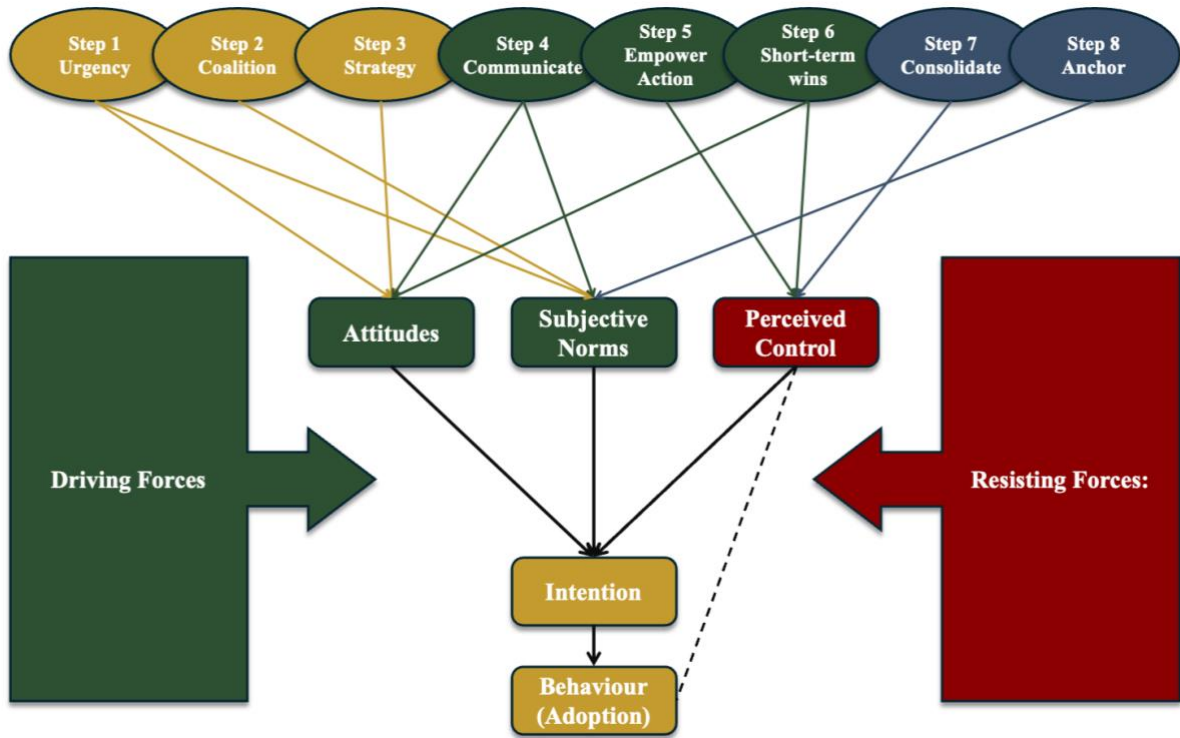 Step 1
Urgency
Step 2
Coalition
Step 3
Strategy
Step 4
Communicate
Step 5
Empower
Action
Step 6
Short-term
wins
Step 7
Consolidate
Step 8
Anchor
Attitudes
Subjective
Norms
Perceived
Control
Driving Forces
Resisting Forces:
Intention
Behaviour
(Adoption)